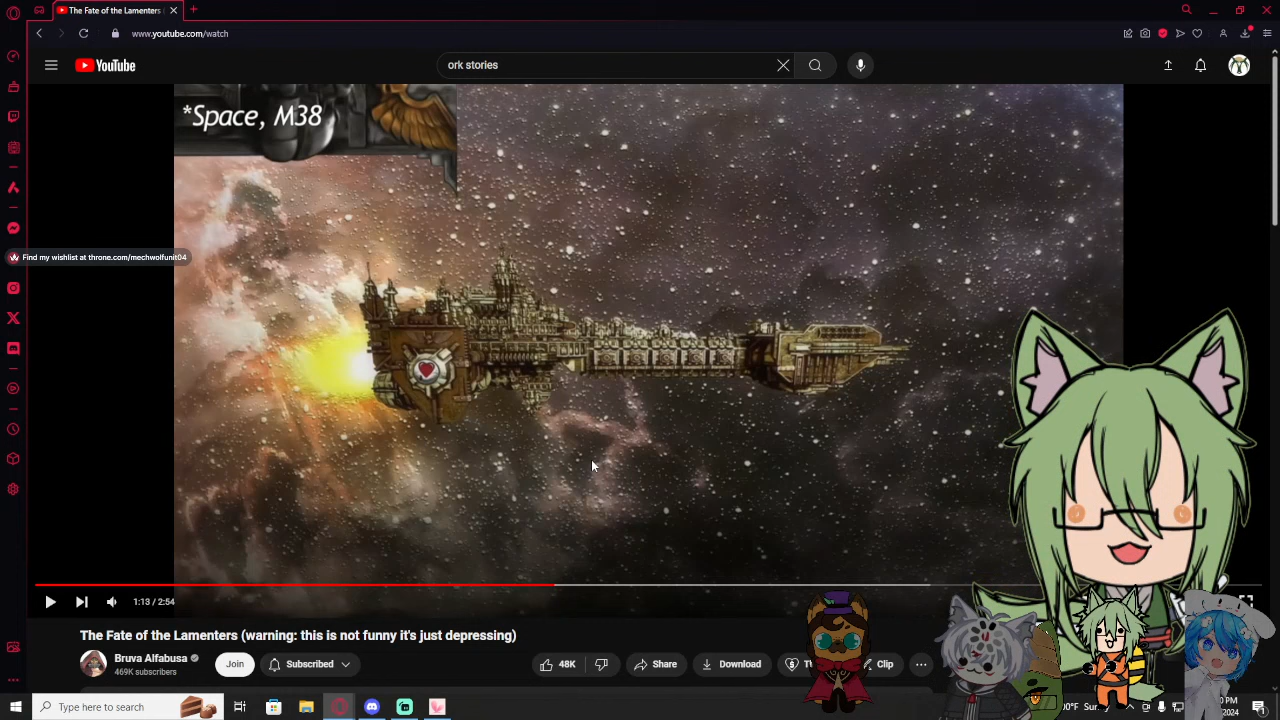 The Fate of the Lamenters
www.youtube.com/watch
YouTube
ork stories
*Space, M38
Find my wishlist at throne.com/mechwolfunit04
1:13 / 2:54
The Fate of the Lamenters (warning: this is not funny it's just depressing)
Bruva Alfabusa
469K subscribers
Join
Subscribed
48K
Share
Download
Clip
Type here to search